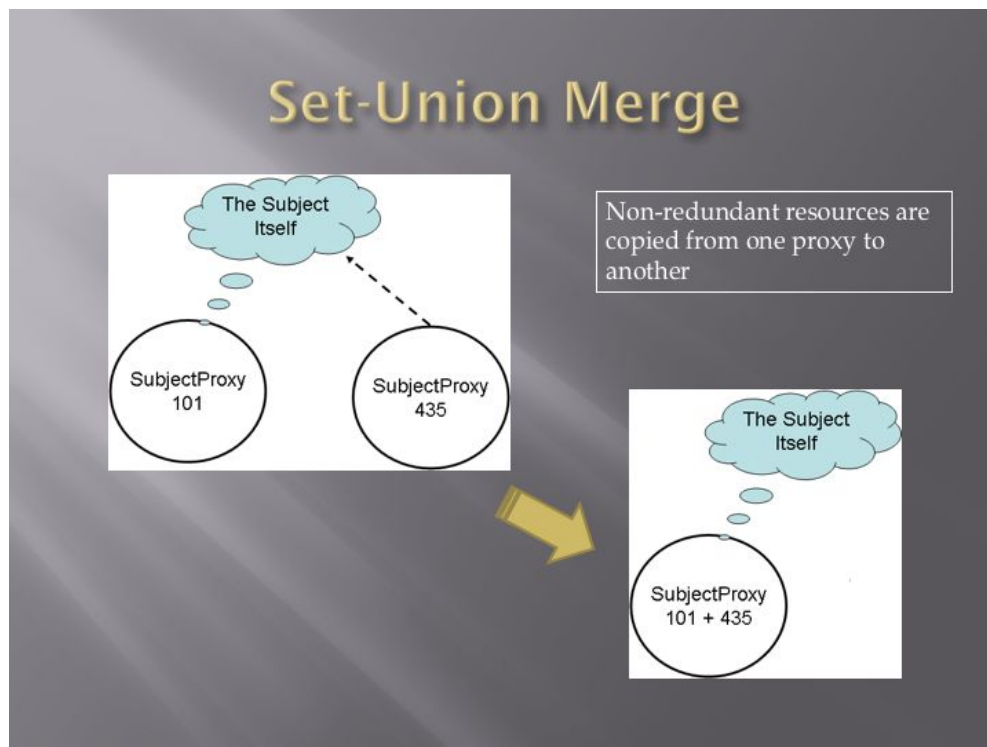 Set-Union Merge
The Subject
Itself
SubjectProxy
101
SubjectProxy
435
Non-redundant resources are
copied from one proxy to
another
The Subject
Itself
SubjectProxy
101 + 435